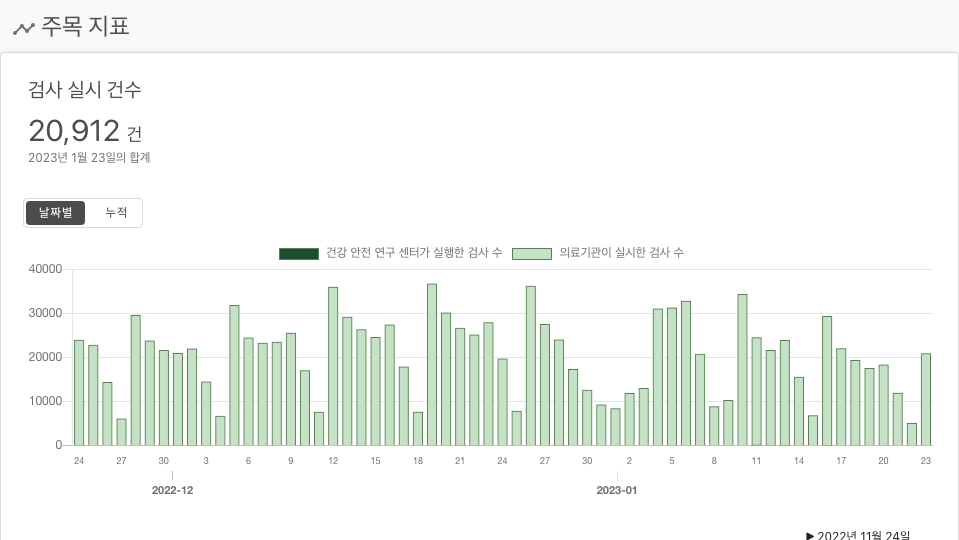 주목 지표
검사 실시 건수
20,912 건
2023년 1월 23일의 합계
날짜별 누적
건강 안전 연구 센터가 실행한 검사 수 의료기관이 실시한 검사 수
40000
30000
20000
10000
0
24 27 30 3 6 9 12 15 18 21 24 27 30 2 5 8 11 14 17 20 23
2022-12 2023-01
▶ 2022년 11월 24일